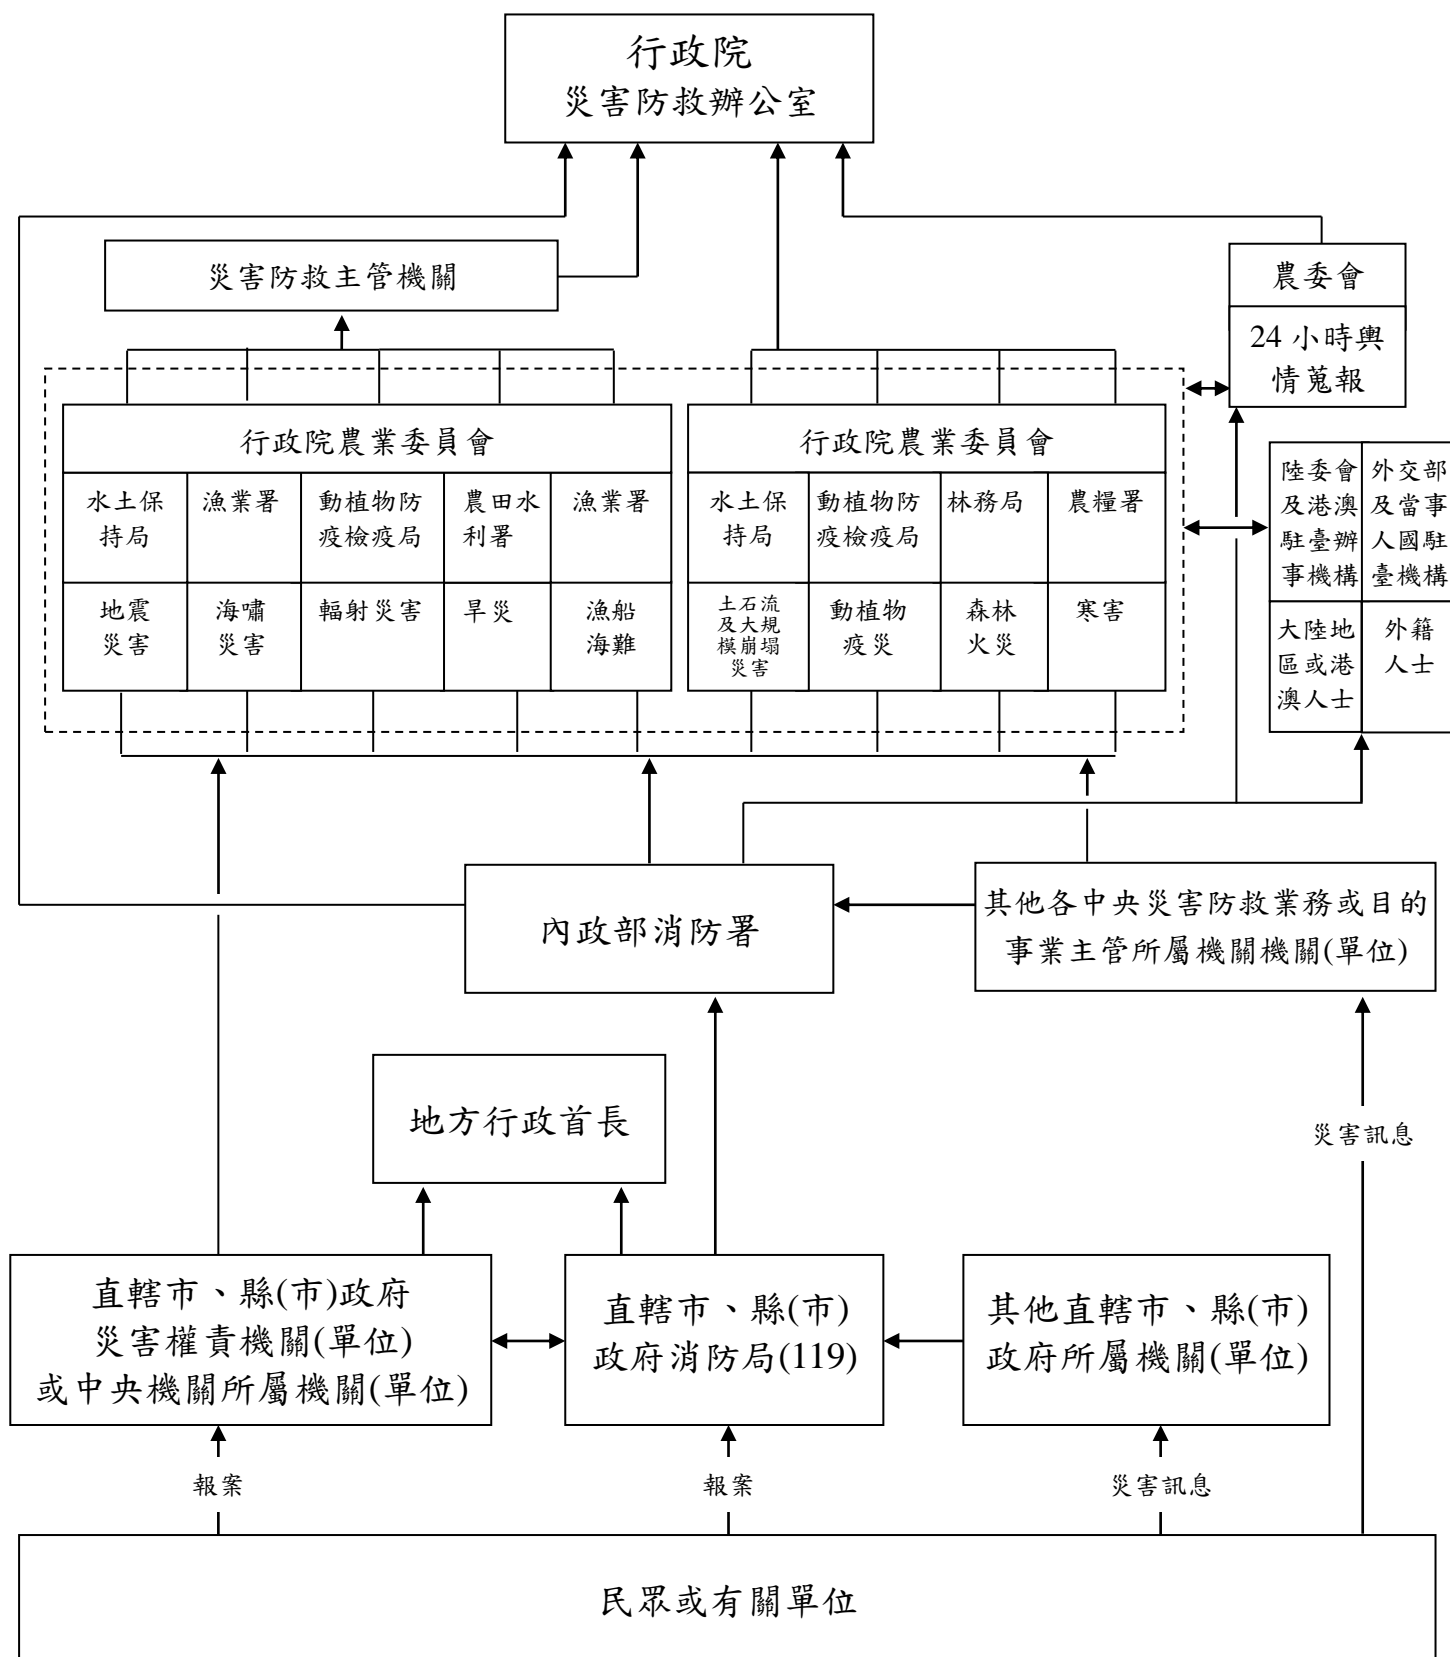 行政院
災害防救辦公室
災害防救主管機關
農委會
24 小時輿
情蒐報
行政院農業委員會
水土保
持局
漁業署
動植物防
疫檢疫局
農田水
利署
漁業署
地震
災害
海嘯
災害
輻射災害
旱災
漁船
海難
行政院農業委員會
水土保
持局
動植物防
疫檢疫局
林務局
農糧署
土石流
及大規
模崩塌
災害
動植物
疫災
森林
火災
寒害
陸委會
及港澳
駐臺辦
事機構
外交部
及當事
人國駐
臺機構
大陸地
區或港
澳人士
外籍
人士
內政部消防署
其他各中央災害防救業務或目的
事業主管所屬機關機關(單位)
地方行政首長
災害訊息
直轄市、縣(市)政府
災害權責機關(單位)
或中央機關所屬機關(單位)
直轄市、縣(市)
政府消防局(119)
其他直轄市、縣(市)
政府所屬機關(單位)
報案
報案
災害訊息
民眾或有關單位